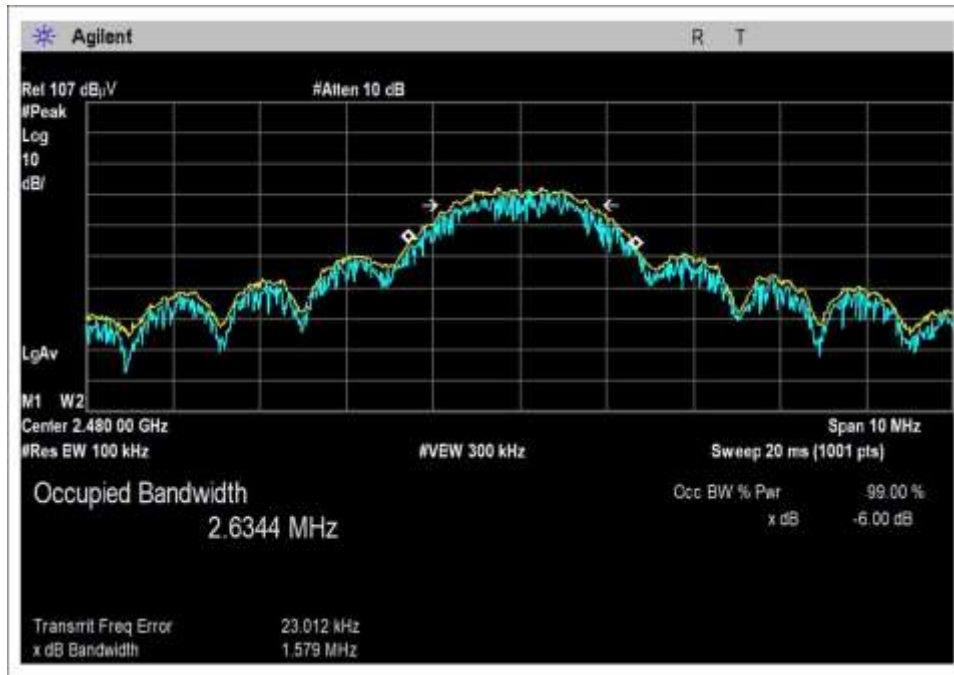 Agilent R T
Ref 107 dBµV #Atten 10 dB
#Peak
Log
10
dB/
LgAv
M1 W2
Center 2.480 00 GHz Span 10 MHz
#Res BW 100 kHz #VBW 300 kHz Sweep 20 ms (1001 pts)
Occupied Bandwidth Occ BW % Pwr 99.00 %
2.6344 MHz x dB -6.00 dB
Transmit Freq Error 23.012 kHz
x dB Bandwidth 1.579 MHz